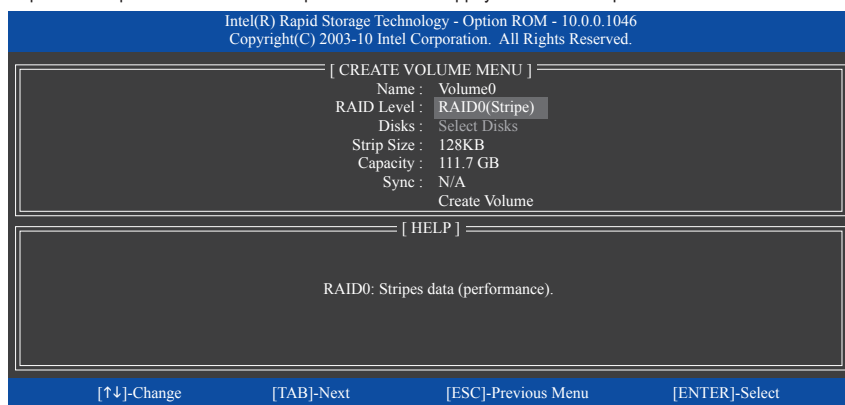 Intel(R) Rapid Storage Technology - Option ROM - 10.0.0.1046
Copyright(C) 2003-10 Intel Corporation.  All Rights Reserved.
[ CREATE VOLUME MENU ]
Name :  Volume0
RAID Level :  RAID0(Stripe)
Disks :  Select Disks
Strip Size :  128KB
Capacity :  111.7 GB
Sync :  N/A
Create Volume
[ HELP ]
RAID0: Stripes data (performance).
[↑↓]-Change  [TAB]-Next  [ESC]-Previous Menu  [ENTER]-Select